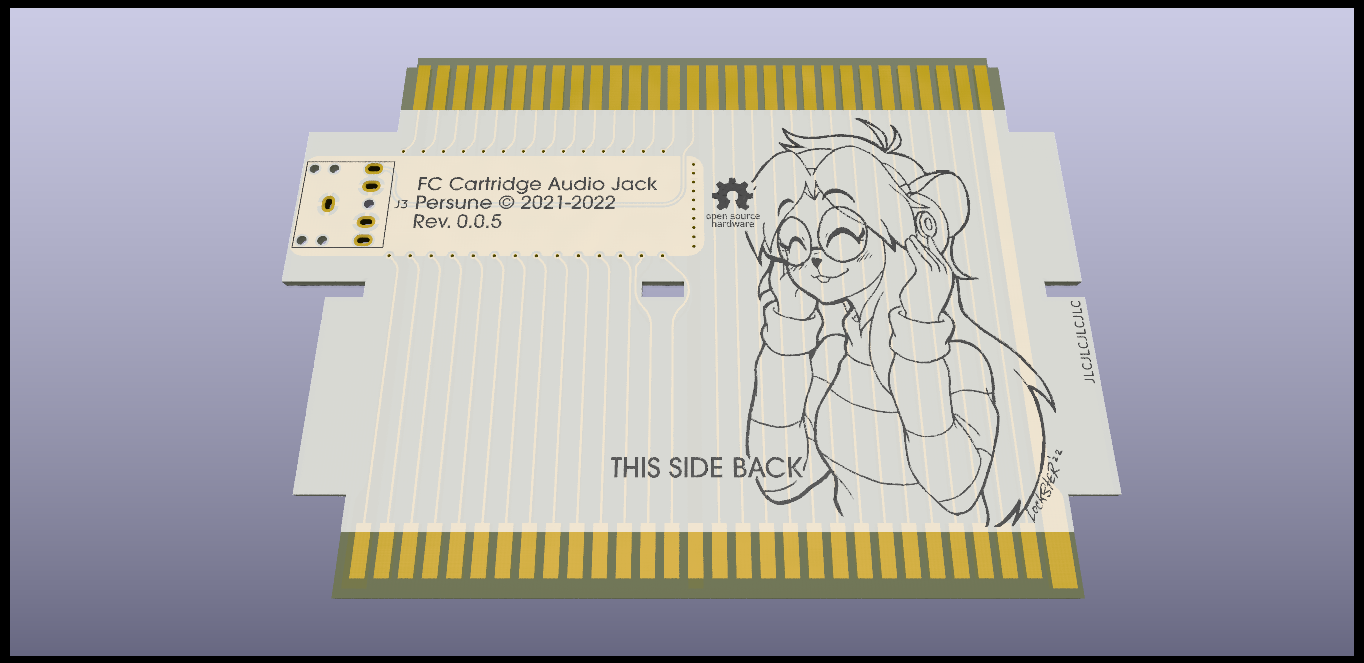 FC Cartridge Audio Jack
J3 Persune © 2021-2022
Rev. 0.0.5
open source
hardware
JLCJLCJLCJLC
THIS SIDE BACK
LOCKSTER '22